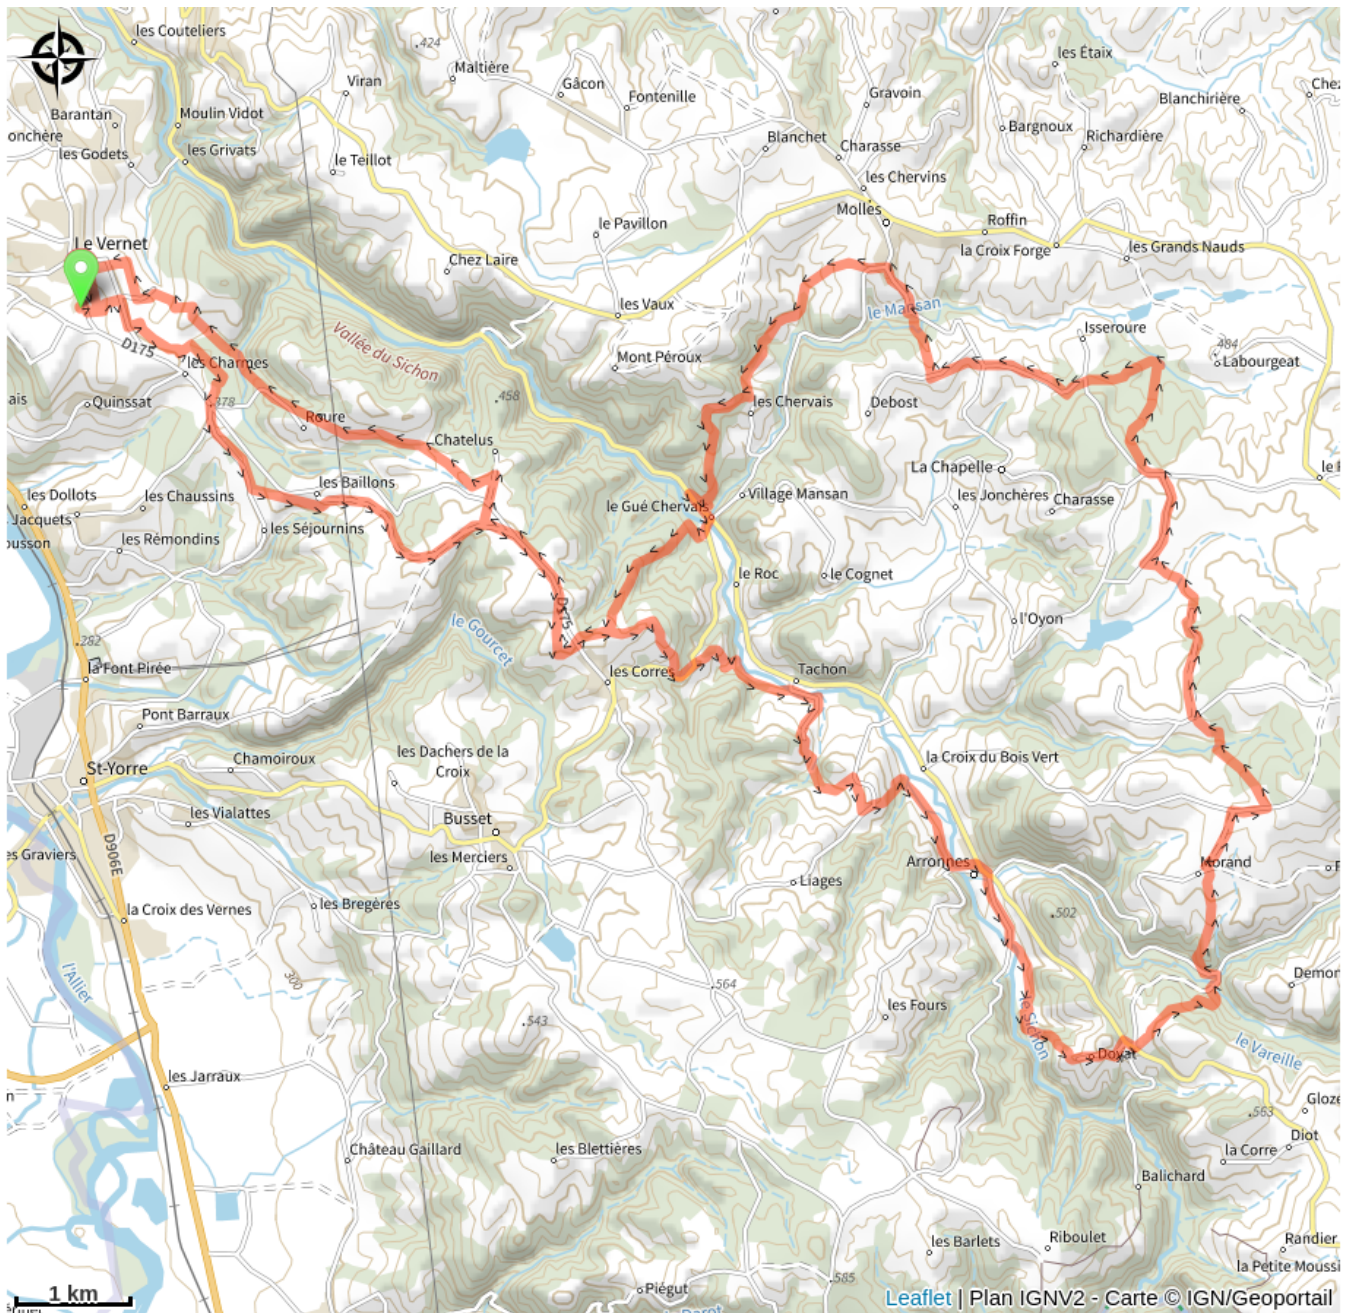 les Couteliers
.424
Maltière
les Étaix
Viran
Gâcon
Fontenille
Gravoin
Blanchirière
Barantan
Moulin Vidot
Bargnoux
Richardière
Blanchet
Charasse
les Godets
les Grivats
le Teillot
les Chervins
Molles
le Pavillon
Roffin
Le Vernet
la Croix Forge
les Grands Nauds
Chez Laire
les Vaux
le Mansan
Isseroure
Vallée du Sichon
D175
les Charmes
Mont Péroux
484
Labourgeat
ais
Quinssat
378
.458
les Chervais
Debost
Roure
Chatelus
La Chapelle
les Dollots
les Chaussins
les Baillons
le Gué Chervais
Village Mansan
les Jonchères
Charasse
Jacquets
les Séjournins
ousson
les Rémondins
le Roc
le Cognet
D175
l'Oyon
le Gourcet
.282
la Font Pirée
les Corres
Tachon
Pont Barraux
St-Yorre
Chamoiroux
les Dachers de la
Croix
la Croix du Bois Vert
les Vialattes
Busset
D906E
es Graviers
les Merciers
Arronnes
Morand
Liages
la Croix des Vernes
les Bregères
.502
l'Allier
300
.564
Demon
les Fours
le Sichon
.543
le Vareille
Doyat
les Jarraux
n
Gloze
.563
Diot
Château Gaillard
les Blettières
la Corre
Balichard
les Barlets
Riboulet
Randier
la Petite Moussi
.585
Piégut
1 km
Darot
Leaflet | Plan IGNV2 - Carte © IGN/Geoportail